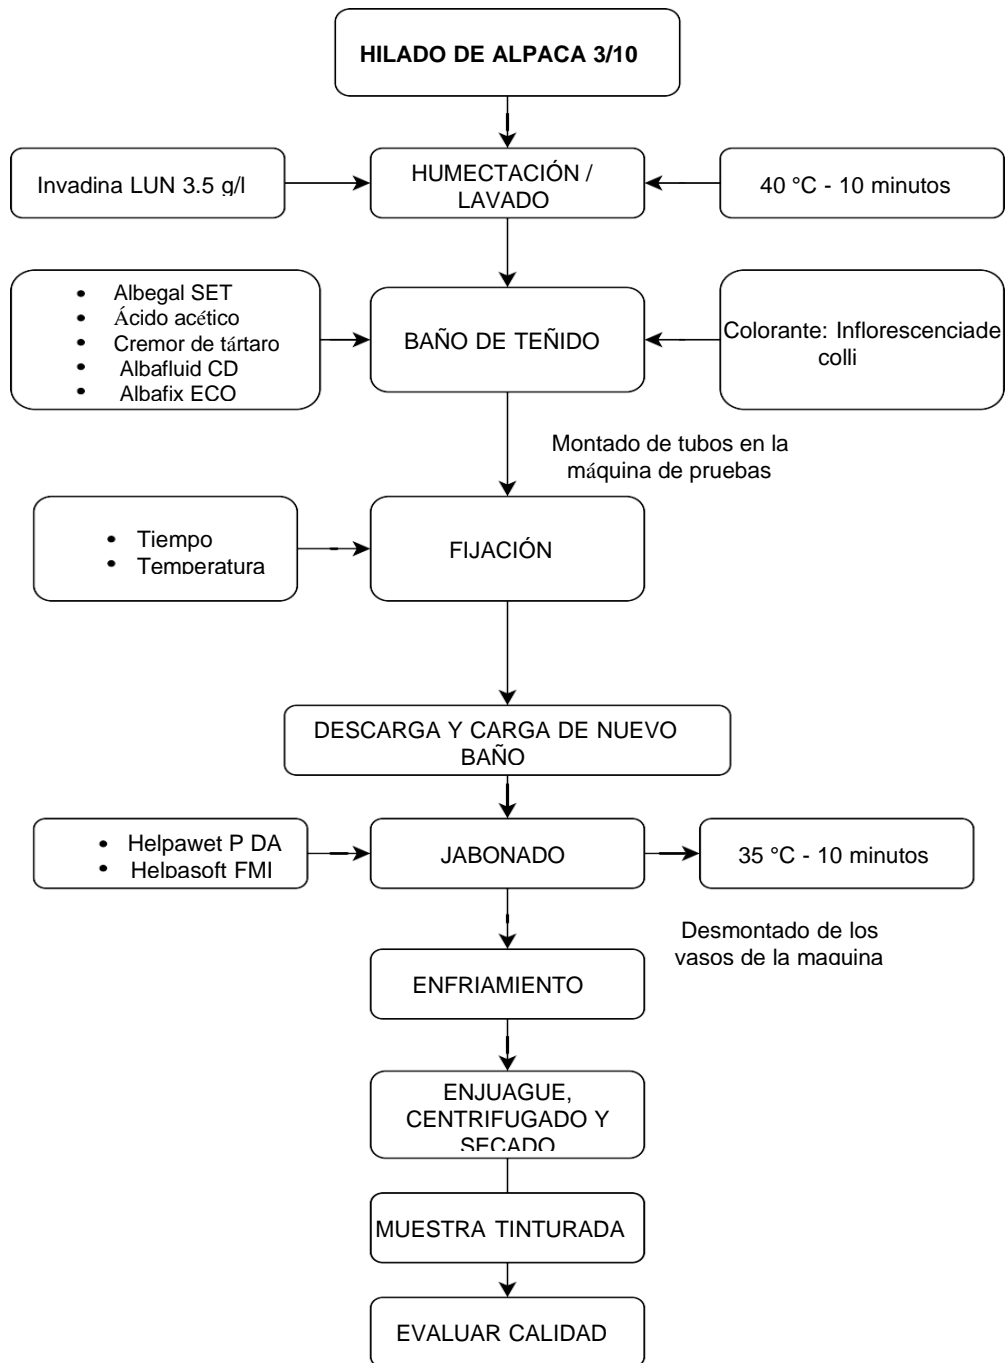 HILADO DE ALPACA 3/10
Invadina LUN 3.5 g/l
HUMECTACIÓN /
LAVADO
40 °C - 10 minutos
• Albegal SET
• Ácido acético
• Cremor de tártaro
• Albafluid CD
• Albafix ECO
BAÑO DE TEÑIDO
Colorante: Inflorescenciade
colli
Montado de tubos en la
máquina de pruebas
• Tiempo
• Temperatura
FIJACIÓN
DESCARGA Y CARGA DE NUEVO
BAÑO
• Helpawet P DA
• Helpasoft FMI
JABONADO
35 °C - 10 minutos
Desmontado de los
vasos de la maquina
ENFRIAMIENTO
ENJUAGUE,
CENTRIFUGADO Y
SECADO
MUESTRA TINTURADA
EVALUAR CALIDAD